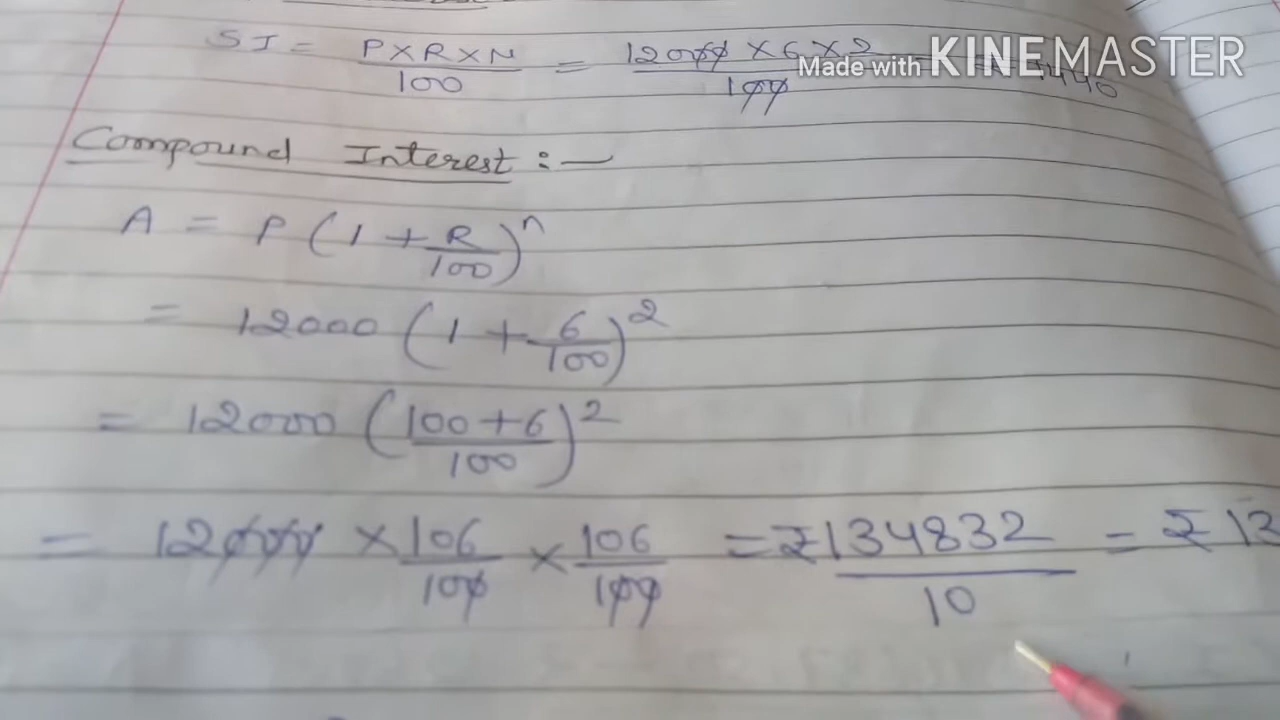 SI = P×R×N/100 = 12000×6×2/100 1440
Made with KINEMASTER
Compound Interest :—
A = P(1 + R/100)^n
= 12000(1 + 6/100)^2
= 12000(100+6/100)^2
= 12000 × 106/100 × 106/100 = ₹134832/10 = ₹13